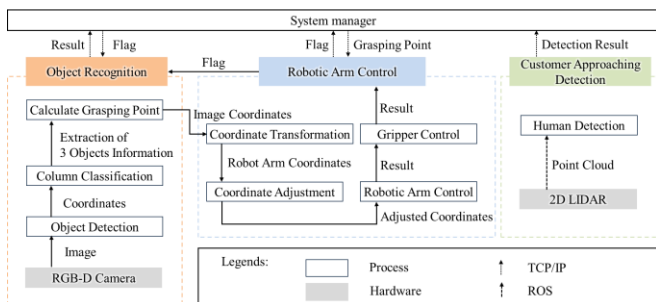 System manager
Result
Flag
Flag
Grasping Point
Detection Result
Object Recognition
Flag
Robotic Arm Control
Customer Approaching
Detection
Calculate Grasping Point
Image Coordinates
Result
Extraction of
3 Objects Information
Coordinate Transformation
Gripper Control
Human Detection
Robot Arm Coordinates
Result
Point Cloud
Column Classification
Coordinates
Coordinate Adjustment
Robotic Arm Control
2D LIDAR
Adjusted Coordinates
Object Detection
Image
RGB-D Camera
Legends:
Process
TCP/IP
Hardware
ROS